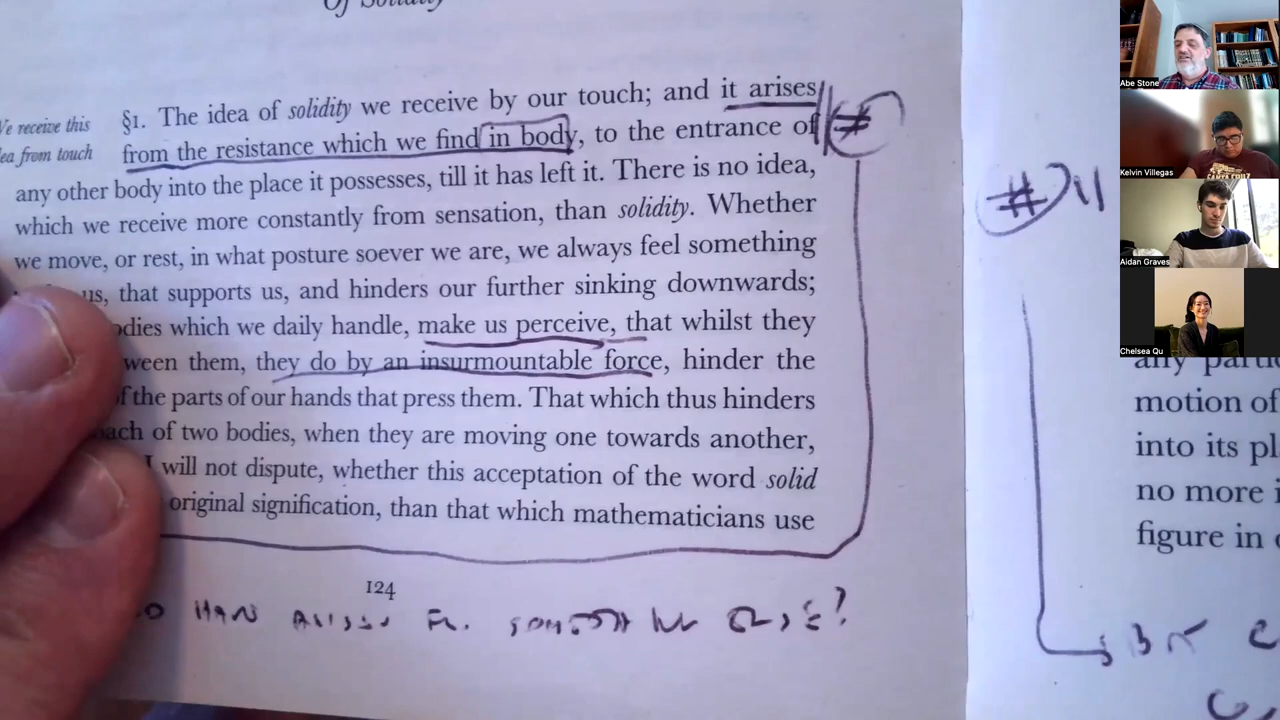 Of Solidity
We receive this
idea from touch
§1. The idea of solidity we receive by our touch; and it arises
from the resistance which we find in body, to the entrance of
any other body into the place it possesses, till it has left it. There is no idea,
which we receive more constantly from sensation, than solidity. Whether
we move, or rest, in what posture soever we are, we always feel something
us, that supports us, and hinders our further sinking downwards;
odies which we daily handle, make us perceive, that whilst they
ween them, they do by an insurmountable force, hinder the
of the parts of our hands that press them. That which thus hinders
ach of two bodies, when they are moving one towards another,
I will not dispute, whether this acceptation of the word solid
original signification, than that which mathematicians use
124
#
#
any partic
motion of
into its pl
no more i
figure in
Abe Stone
Kelvin Villegas
SANTA CRUZ
Aidan Graves
Chelsea Qu